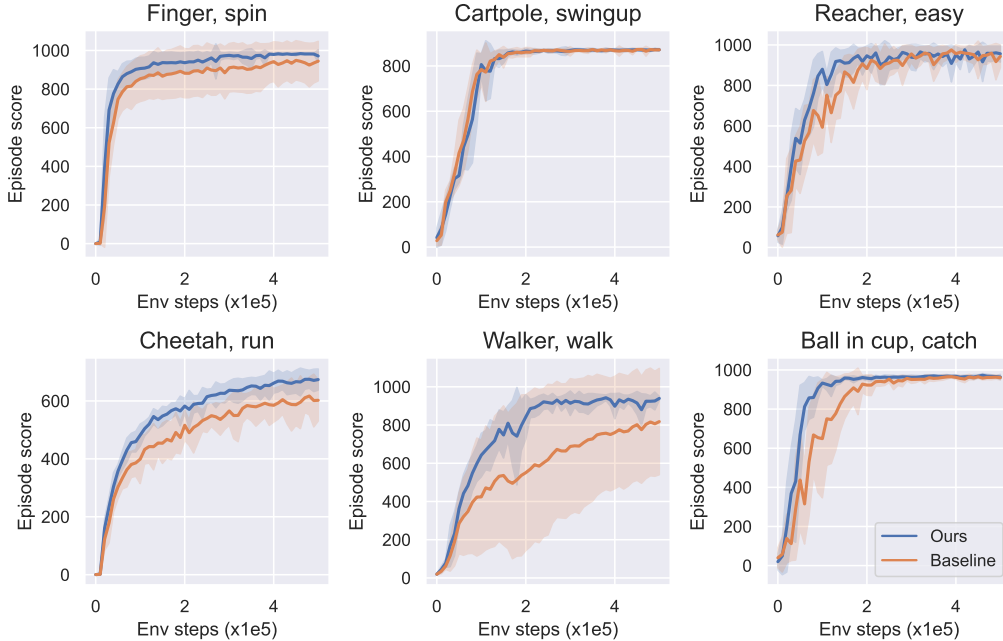 Finger, spin
Cartpole, swingup
Reacher, easy
1000
800
600
400
200
0
Episode score
0 2 4
Env steps (x1e5)
800
600
400
200
0
Episode score
0 2 4
Env steps (x1e5)
1000
800
600
400
200
0
Episode score
0 2 4
Env steps (x1e5)
Cheetah, run
Walker, walk
Ball in cup, catch
600
400
200
0
Episode score
0 2 4
Env steps (x1e5)
1000
800
600
400
200
0
Episode score
0 2 4
Env steps (x1e5)
1000
800
600
400
200
0
Episode score
Ours
Baseline
0 2 4
Env steps (x1e5)